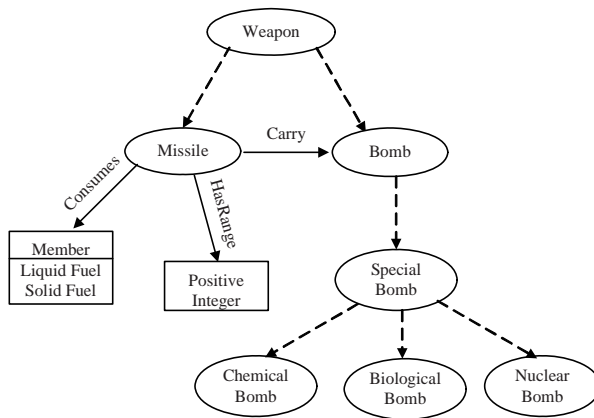 Weapon
Carry
Missile
Bomb
Consumes
HasRange
Member
Liquid Fuel
Solid Fuel
Positive
Integer
Special
Bomb
Chemical
Bomb
Biological
Bomb
Nuclear
Bomb